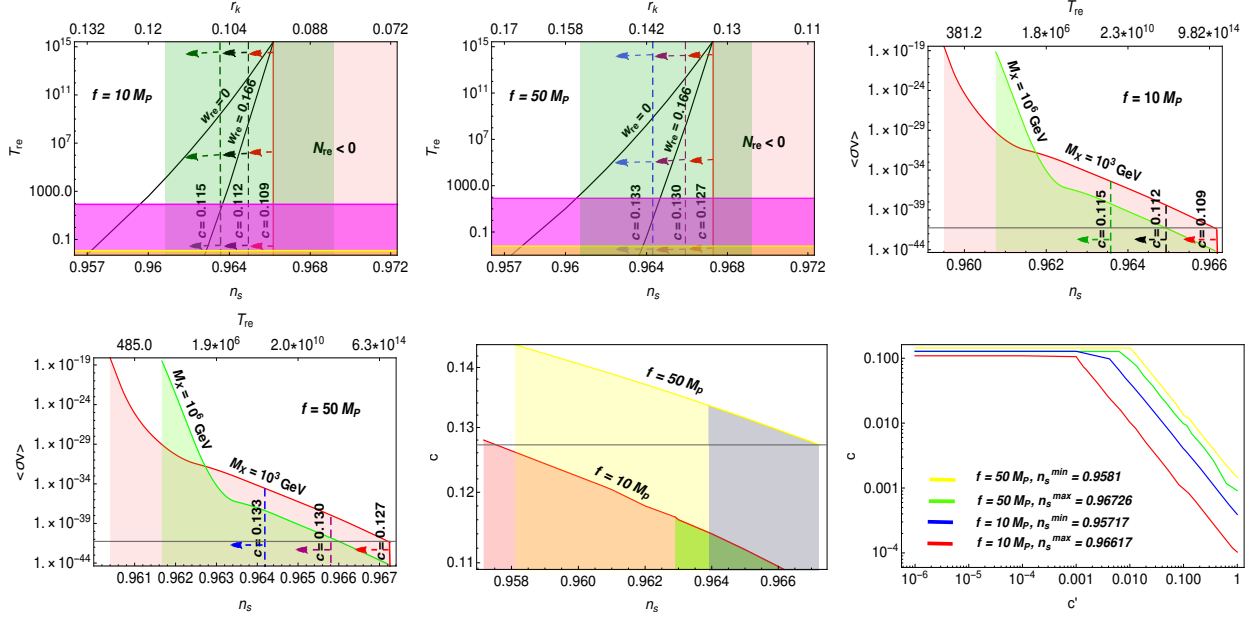 r_k
0.132 0.12 0.104 0.088 0.072
10^15
10^11
10^7
1000.0
0.1
T_re
f = 10 M_P
w_re = 0
w_re = 0.166
N_re < 0
c = 0.115
c = 0.112
c = 0.109
0.957 0.96 0.964 0.968 0.972
n_s
r_k
0.17 0.158 0.142 0.13 0.11
10^15
10^11
10^7
1000.0
0.1
T_re
f = 50 M_P
w_re = 0
w_re = 0.166
N_re < 0
c = 0.133
c = 0.130
c = 0.127
0.957 0.96 0.964 0.968 0.972
n_s
T_re
381.2 1.8*10^6 2.3*10^10 9.82*10^14
1.×10^-19
1.×10^-24
1.×10^-29
1.×10^-34
1.×10^-39
1.×10^-44
<σv>
f = 10 M_P
M_X = 10^6 GeV
M_X = 10^3 GeV
c = 0.115
c = 0.112
c = 0.109
0.960 0.962 0.964 0.966
n_s
T_re
485.0 1.9*10^6 2.0*10^10 6.3*10^14
1.×10^-19
1.×10^-24
1.×10^-29
1.×10^-34
1.×10^-39
1.×10^-44
<σv>
f = 50 M_P
M_X = 10^6 GeV
M_X = 10^3 GeV
c = 0.133
c = 0.130
c = 0.127
0.961 0.962 0.963 0.964 0.965 0.966 0.967
n_s
0.14
0.13
0.12
0.11
c
f = 50 M_P
f = 10 M_P
0.958 0.960 0.962 0.964 0.966
n_s
0.100
0.010
0.001
10^-4
c
f = 50 M_P, n_s^min = 0.9581
f = 50 M_P, n_s^max = 0.96726
f = 10 M_P, n_s^min = 0.95717
f = 10 M_P, n_s^max = 0.96617
10^-6 10^-5 10^-4 0.001 0.010 0.100 1
c'